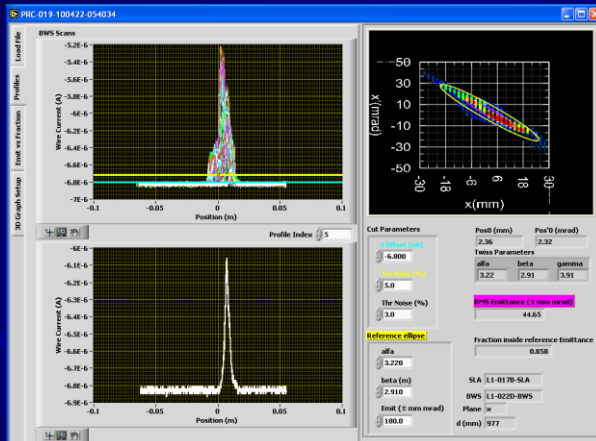 PRC-019-100422-054034
Load File
Profiles
Emit vs Fraction
3D Graph Setup
BWS Scans
Wire Current (A)
-5.2E-6
-5.4E-6
-5.6E-6
-5.8E-6
-6E-6
-6.2E-6
-6.4E-6
-6.6E-6
-6.8E-6
-7E-6
-0.1 -0.05 0 0.05 0.1
Position (m)
Profile Index 5
Wire Current (A)
-6E-6
-6.1E-6
-6.2E-6
-6.3E-6
-6.4E-6
-6.5E-6
-6.6E-6
-6.7E-6
-6.8E-6
-6.9E-6
-0.1 -0.05 0 0.05 0.1
Position (m)
x(mrad)
50
30
10
-10
-30
-50
-30 -18 -6 6 18 30
x(mm)
Cut Parameters
-6.800
5.0
Thr Noise (%)
3.0
Pos0 (mm) Pos'0 (mrad)
2.36 2.32
Twiss Parameters
alfa beta gamma
3.22 2.91 3.91
RMS Emittance (π mm mrad)
44.65
Reference ellipse
alfa
3.220
beta (m)
2.910
Emit (π mm mrad)
180.0
Fraction inside reference Emittance
0.858
SLA L1-017B-SLA
BWS L1-022D-BWS
Plane x
d (mm) 977